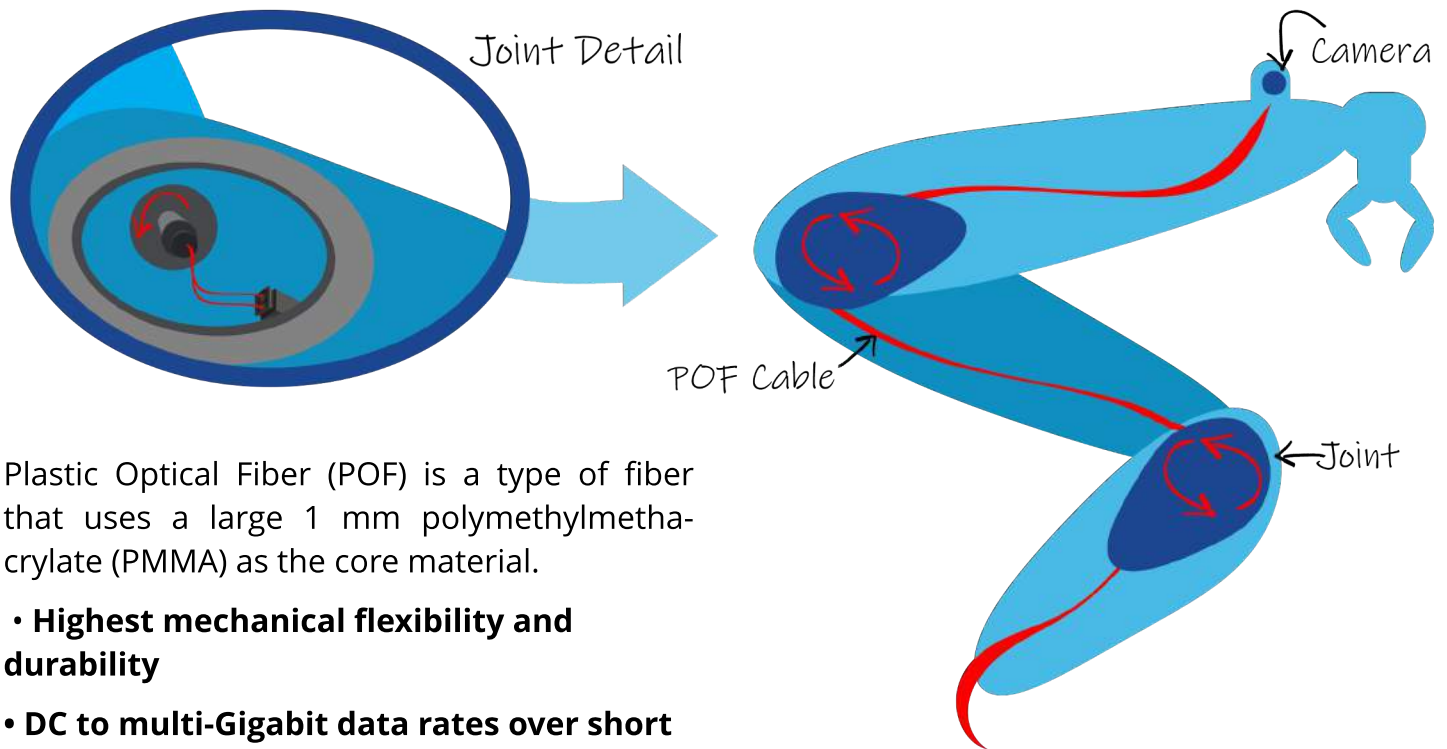 Joint Detail
Camera
POF Cable
Joint
Plastic Optical Fiber (POF) is a type of fiber
that uses a large 1 mm polymethylmetha-
crylate (PMMA) as the core material.
• Highest mechanical flexibility and
durability
• DC to multi-Gigabit data rates over short